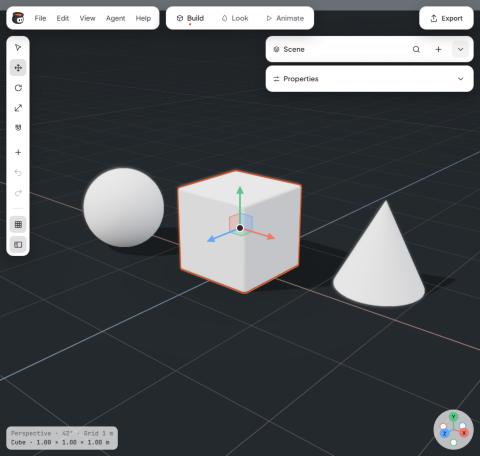 File Edit View Agent Help
Build Look Animate
Export
Scene
Properties
Perspective · 42° · Grid 1 m
Cube · 1.00 × 1.00 × 1.00 m
Y
Z X